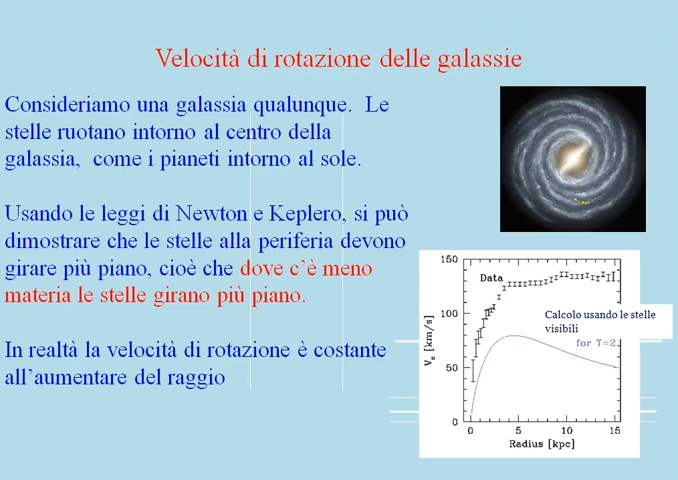 Velocità di rotazione delle galassie
Consideriamo una galassia qualunque. Le
stelle ruotano intorno al centro della
galassia, come i pianeti intorno al sole.
Usando le leggi di Newton e Keplero, si può
dimostrare che le stelle alla periferia devono
girare più piano, cioè che dove c'è meno
materia le stelle girano più piano.
In realtà la velocità di rotazione è costante
all'aumentare del raggio
150
Data
100
Calcolo usando le stelle
visibili
for T=2.
Vc [km/s]
50
0
0 5 10 15
Radius [kpc]